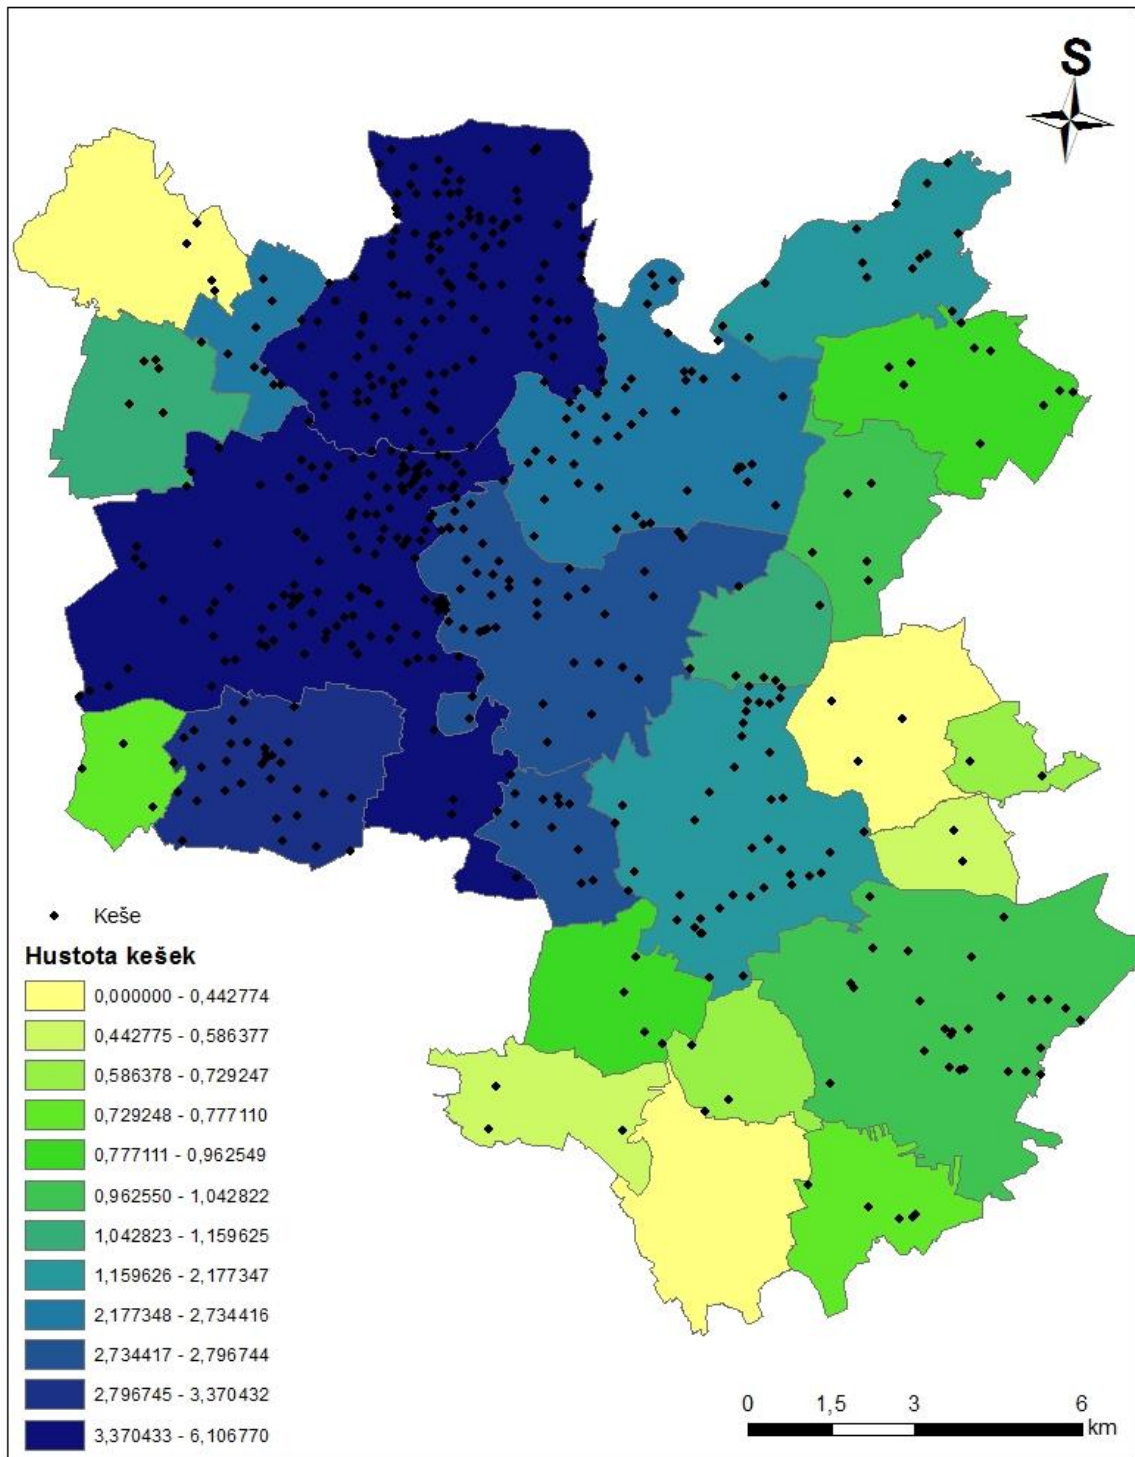 S
Keše
Hustota kešek
0,000000 - 0,442774
0,442775 - 0,586377
0,586378 - 0,729247
0,729248 - 0,777110
0,777111 - 0,962549
0,962550 - 1,042822
1,042823 - 1,159625
1,159626 - 2,177347
2,177348 - 2,734416
2,734417 - 2,796744
2,796745 - 3,370432
3,370433 - 6,106770
0 1,5 3 6
km